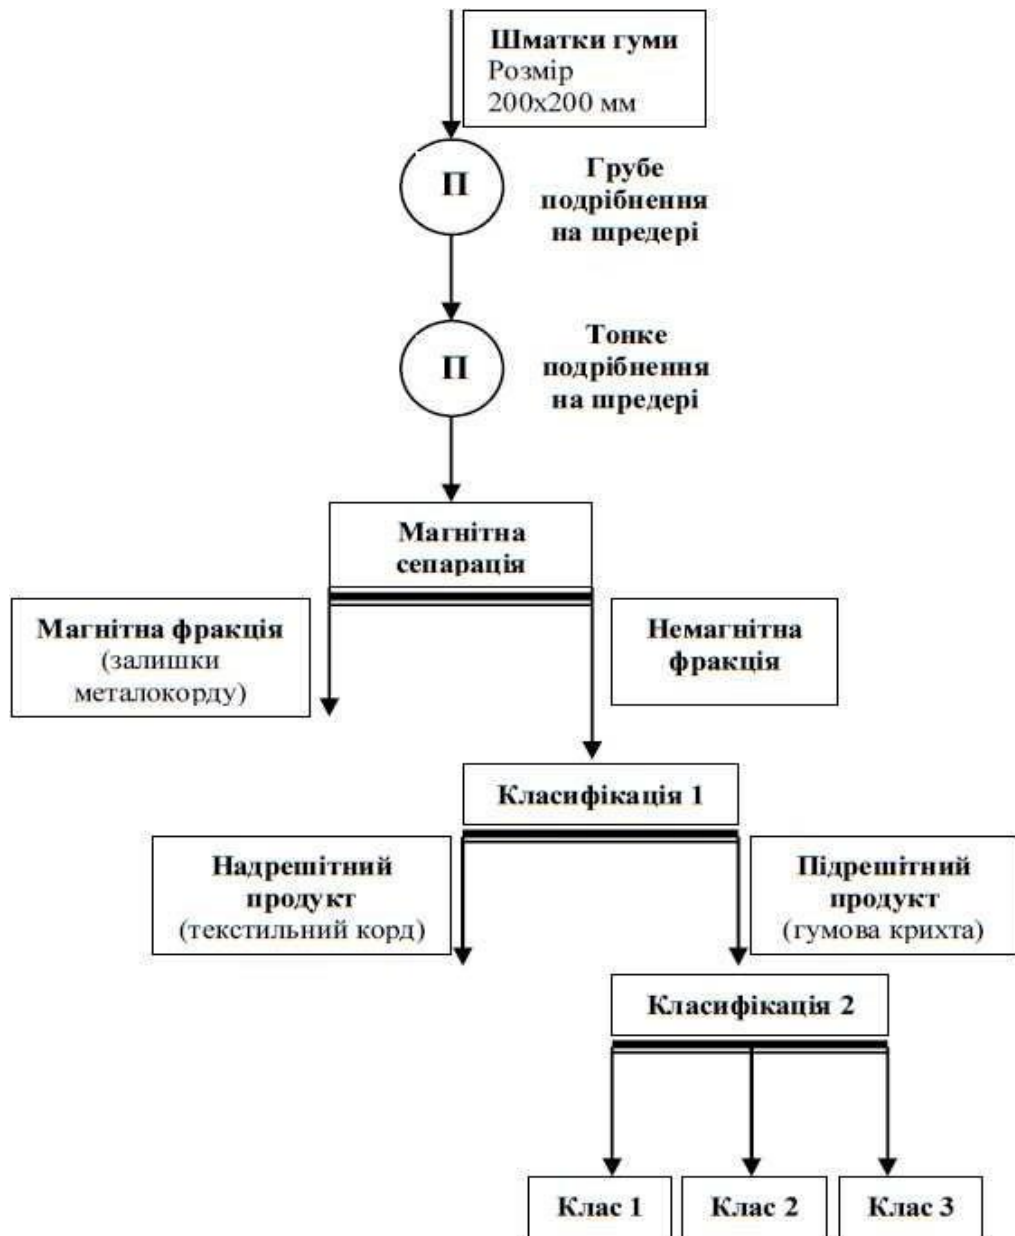 Шматки гуми
Розмір
200х200 мм
П
Грубе
подрібнення
на шредері
П
Тонке
подрібнення
на шредері
Магнітна
сепарація
Магнітна фракція
(залишки
металокорду)
Немагнітна
фракція
Класифікація 1
Надрешітний
продукт
(текстильний корд)
Підрешітний
продукт
(гумова крихта)
Класифікація 2
Клас 1
Клас 2
Клас 3